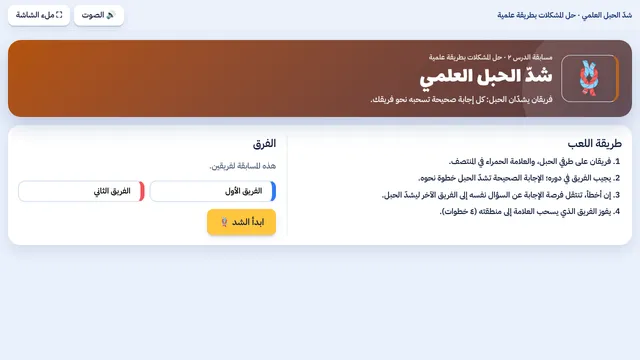 شدّ الحبل العلمي · حل المشكلات بطريقة علمية
الصوت
ملء الشاشة
مسابقة الدرس ٢ · حل المشكلات بطريقة علمية
شدّ الحبل العلمي
فريقان يشدّان الحبل؛ كل إجابة صحيحة تسحبه نحو فريقك.
طريقة اللعب
1. فريقان على طرفَي الحبل، والعلامة الحمراء في المنتصف.
2. يجيب الفريق في دوره؛ الإجابة الصحيحة تشدّ الحبل خطوة نحوه.
3. إن أخطأ، تنتقل فرصة الإجابة عن السؤال نفسه إلى الفريق الآخر ليشدّ الحبل.
4. يفوز الفريق الذي يسحب العلامة إلى منطقته (٤ خطوات).
الفرق
هذه المسابقة لفريقين.
الفريق الأول
الفريق الثاني
ابدأ الشد